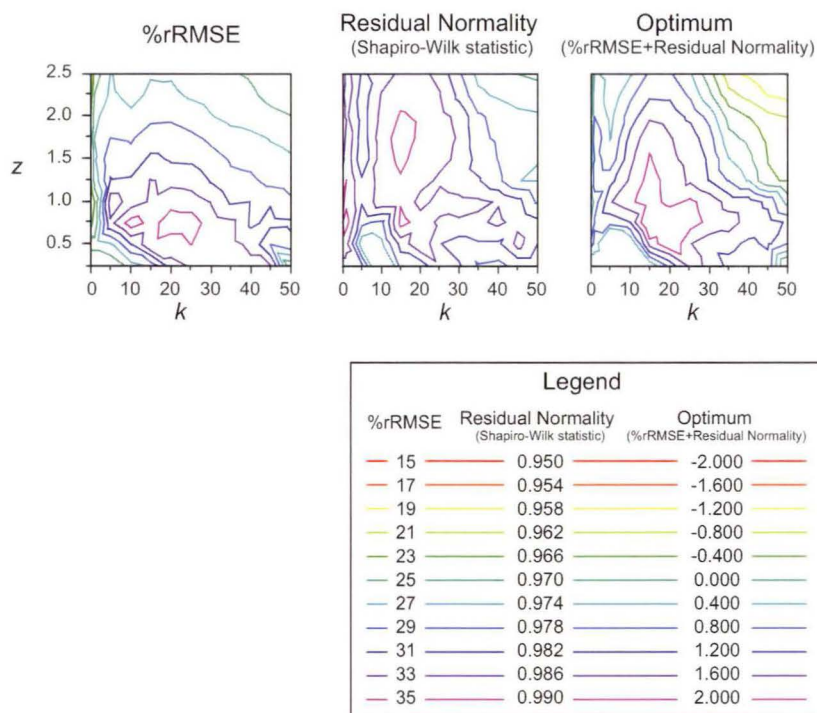 %rRMSE
Residual Normality
(Shapiro-Wilk statistic)
Optimum
(%rRMSE+Residual Normality)
2.5
2.0
1.5
1.0
0.5
z
0 10 20 30 40 50
k
0 10 20 30 40 50
k
0 10 20 30 40 50
k
Legend
%rRMSE Residual Normality Optimum
(Shapiro-Wilk statistic) (%rRMSE+Residual Normality)
15 0.950 -2.000
17 0.954 -1.600
19 0.958 -1.200
21 0.962 -0.800
23 0.966 -0.400
25 0.970 0.000
27 0.974 0.400
29 0.978 0.800
31 0.982 1.200
33 0.986 1.600
35 0.990 2.000